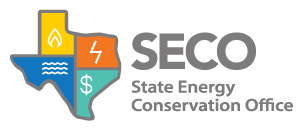 $
SECO
State Energy
Conservation Office